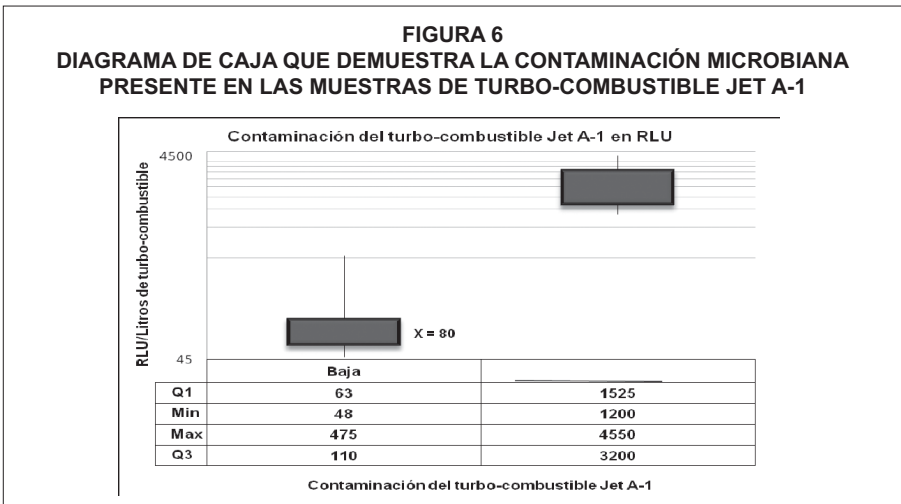 FIGURA 6
DIAGRAMA DE CAJA QUE DEMUESTRA LA CONTAMINACIÓN MICROBIANA
PRESENTE EN LAS MUESTRAS DE TURBO-COMBUSTIBLE JET A-1
Contaminación del turbo-combustible Jet A-1 en RLU
RLU/Litros de turbo-combustible
4500
X = 80
45
Baja
Q1 63 1525
Min 48 1200
Max 475 4550
Q3 110 3200
Contaminación del turbo-combustible Jet A-1